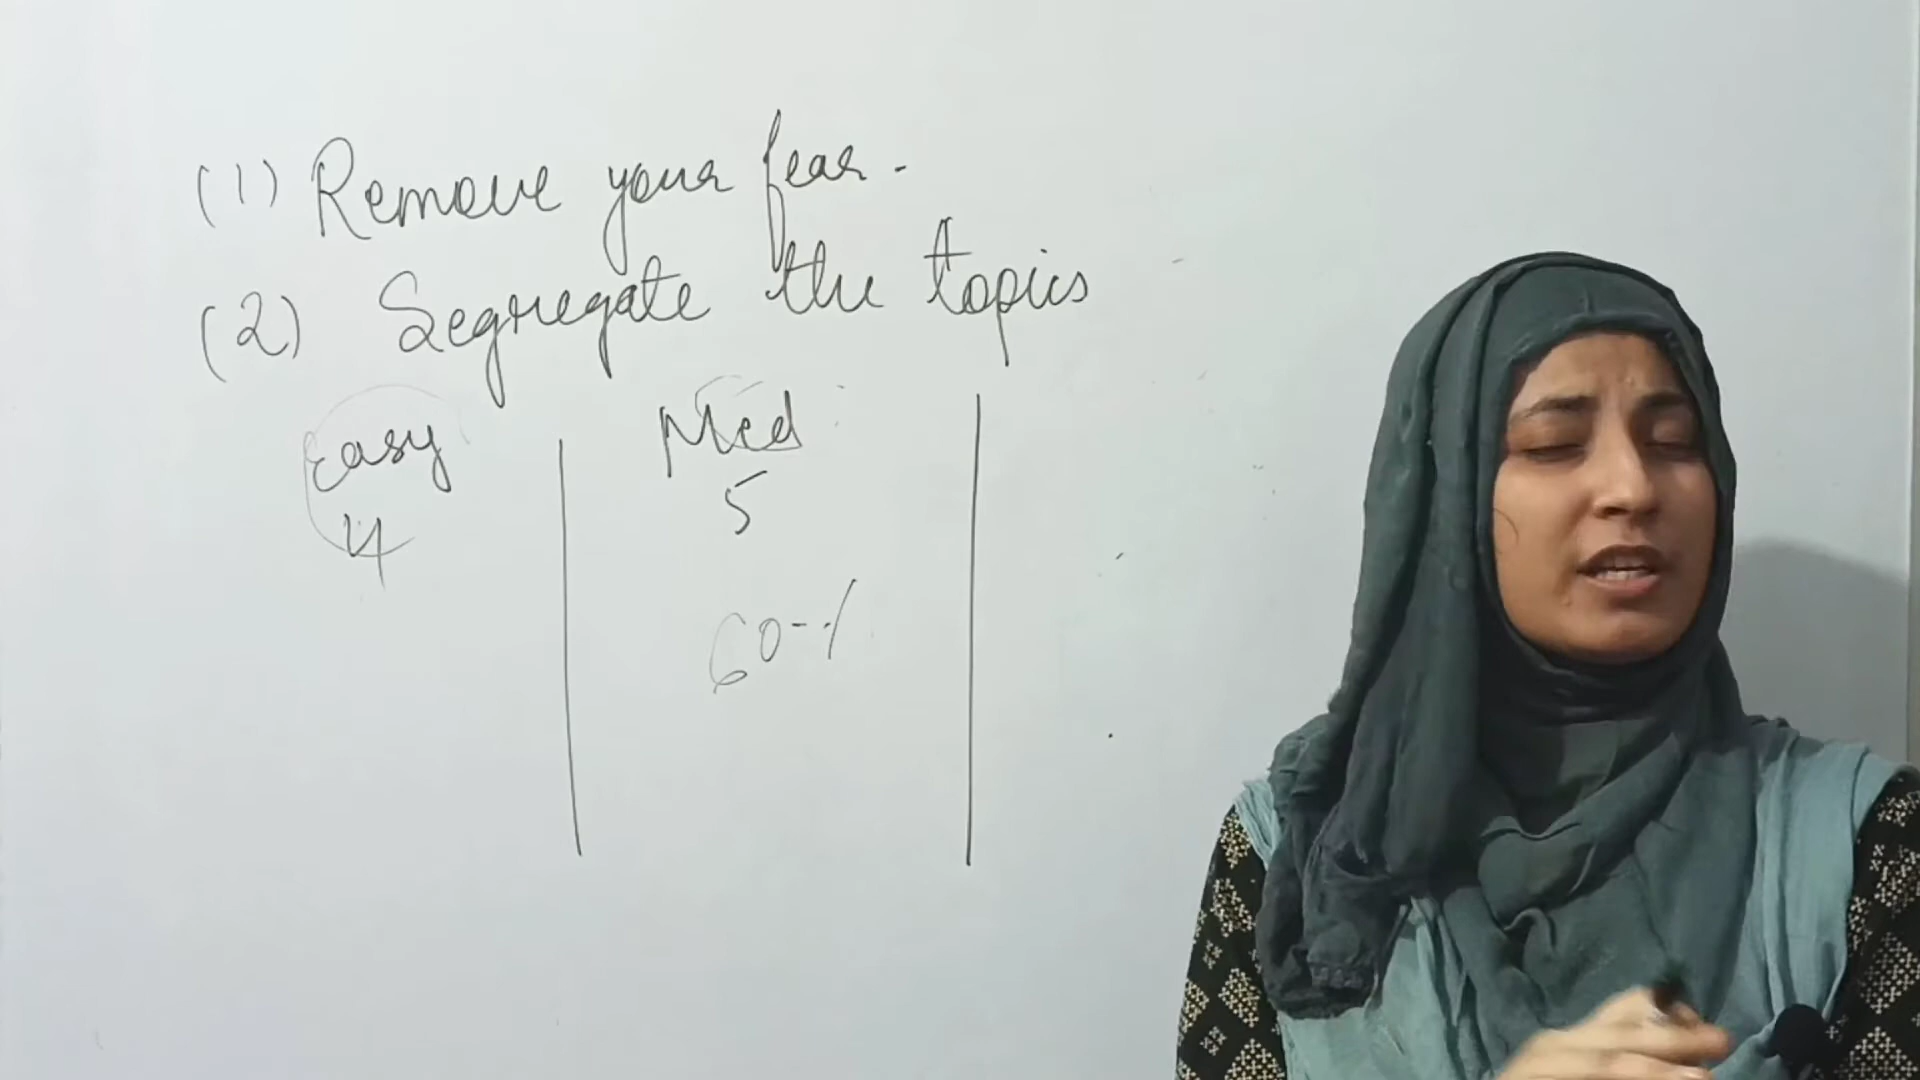 (1) Remove your fear.
(2) Segregate the topics
Easy Med
4 5
60%